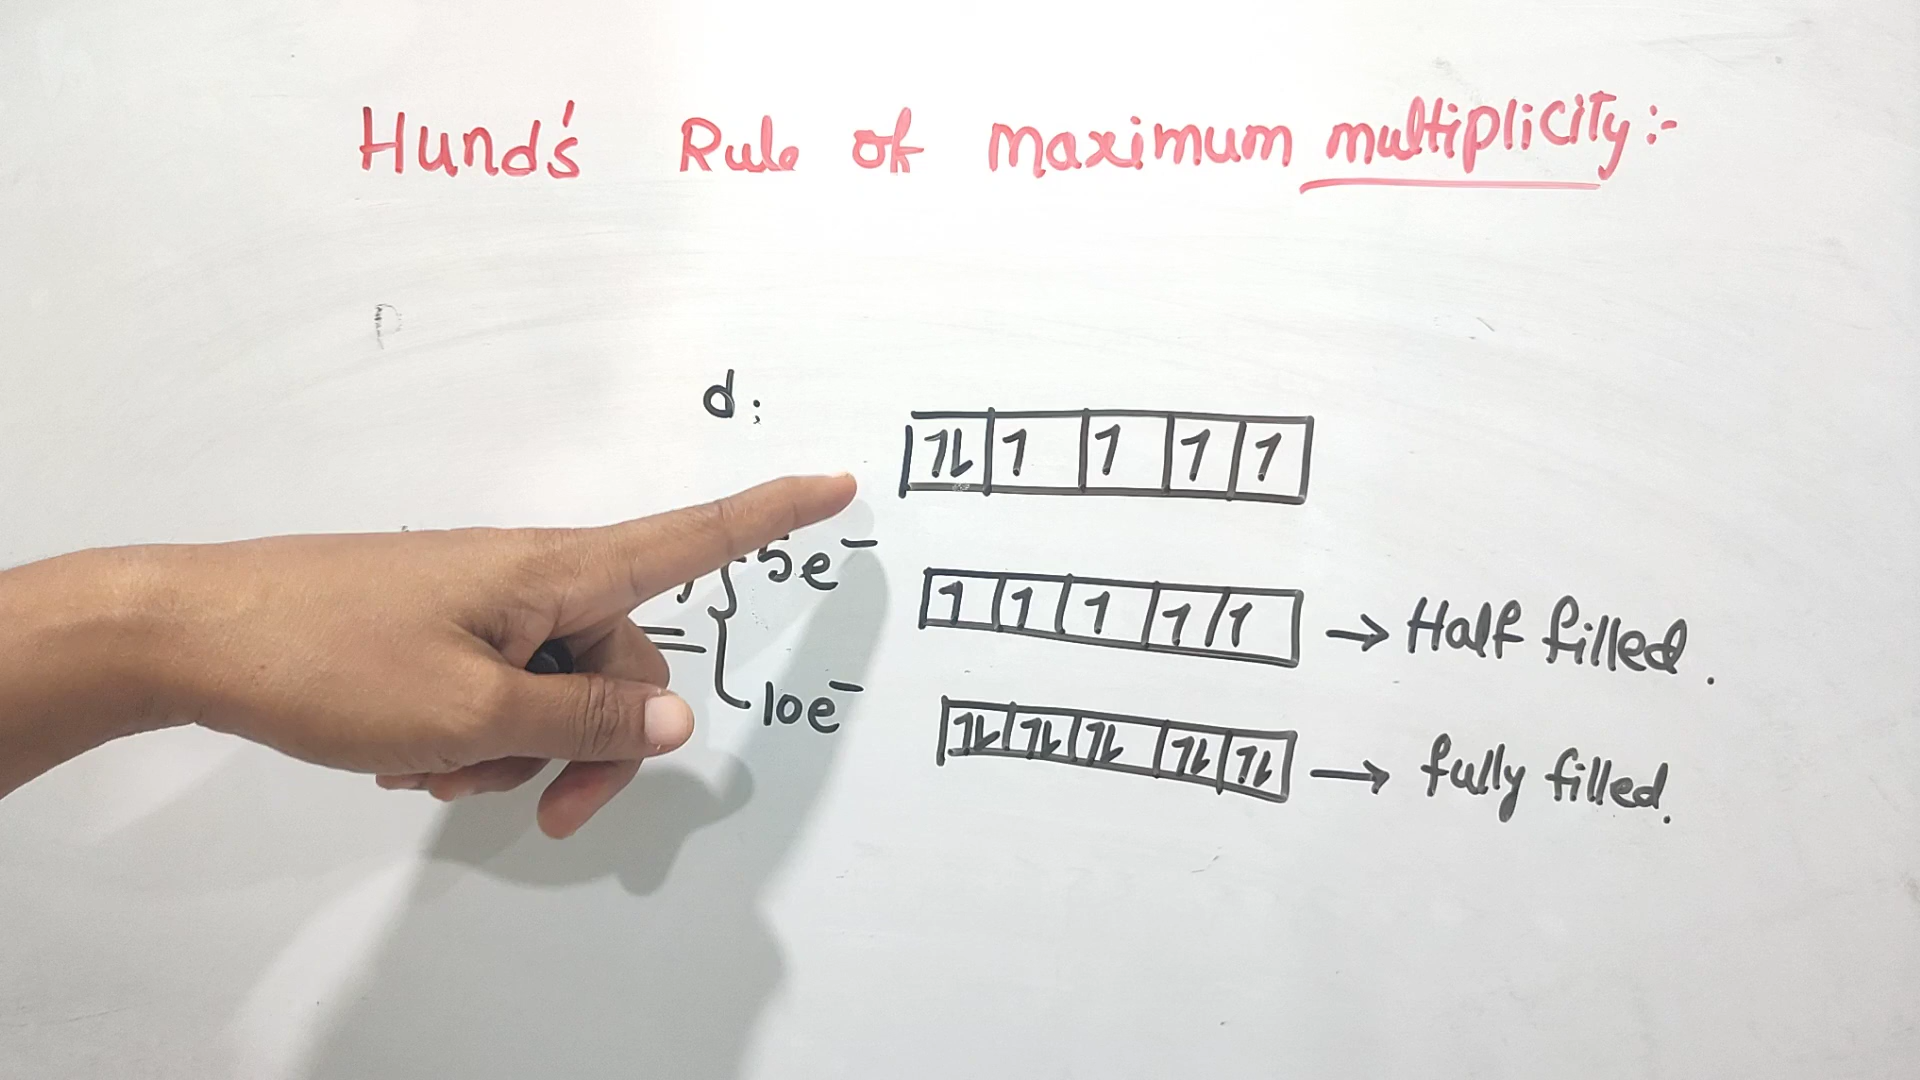 Hund's Rule of maximum multiplicity:-
d:
↿⇂ ↿ ↿ ↿ ↿
5e⁻
↿ ↿ ↿ ↿ ↿ → Half filled.
10e⁻
↿⇂ ↿⇂ ↿⇂ ↿⇂ ↿⇂ → fully filled.